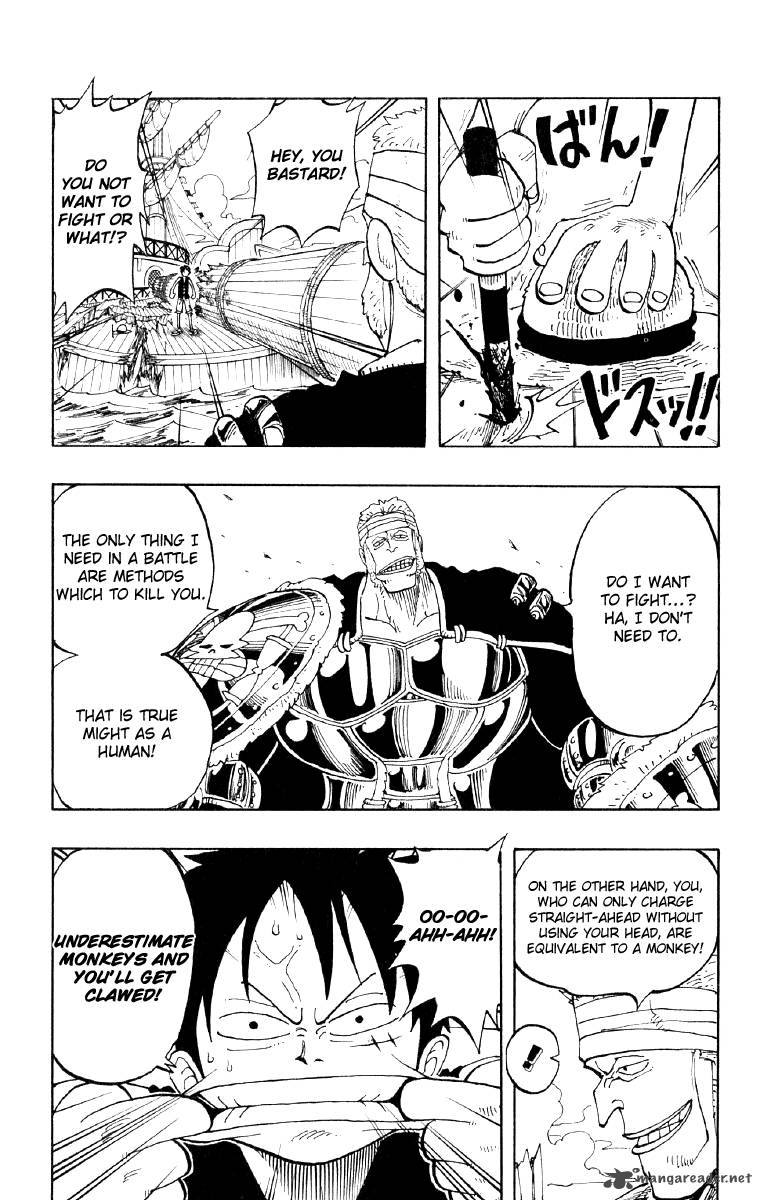 ばん!
ドスッ!!
HEY, YOU
BASTARD!
DO
YOU NOT
WANT TO
FIGHT OR
WHAT!?
DO I WANT
TO FIGHT...?
HA, I DON'T
NEED TO.
THE ONLY THING I
NEED IN A BATTLE
ARE METHODS
WHICH TO KILL YOU.
THAT IS TRUE
MIGHT AS A
HUMAN!
ON THE OTHER HAND, YOU,
WHO CAN ONLY CHARGE
STRAIGHT-AHEAD WITHOUT
USING YOUR HEAD, ARE
EQUIVALENT TO A MONKEY!
!
OO-OO-
AHH-AHH!
UNDERESTIMATE
MONKEYS AND
YOU'LL GET
CLAWED!
mangareader.net